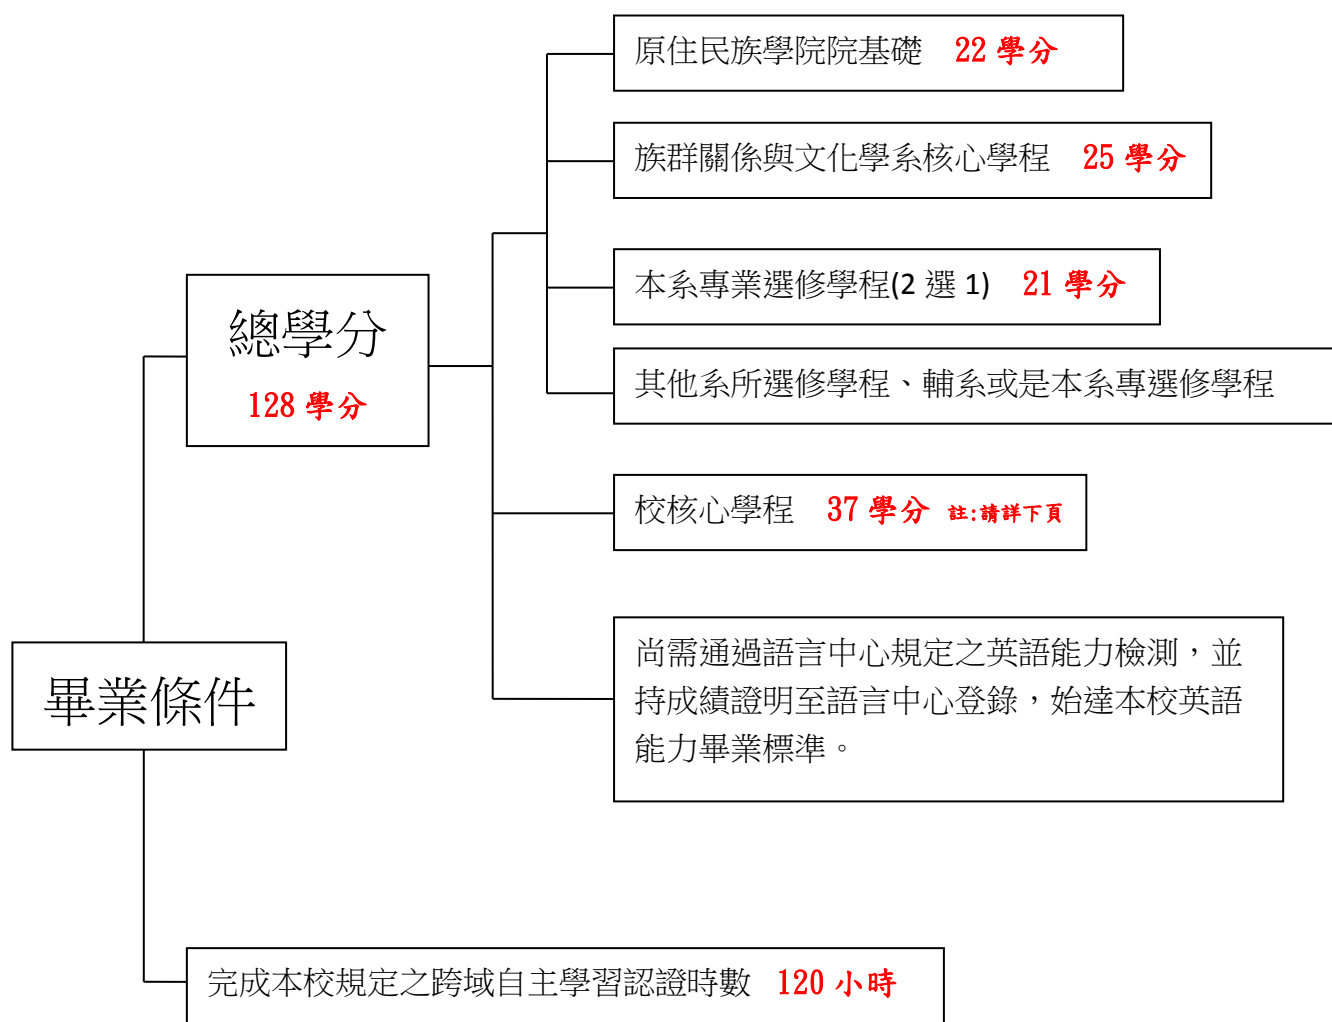 原住民族學院院基礎 22 學分
族群關係與文化學系核心學程 25 學分
本系專業選修學程(2 選 1) 21 學分
其他系所選修學程、輔系或是本系專選修學程
總學分
128 學分
校核心學程 37 學分 註:請詳下頁
尚需通過語言中心規定之英語能力檢測，並
持成績證明至語言中心登錄，始達本校英語
能力畢業標準。
畢業條件
完成本校規定之跨域自主學習認證時數 120 小時